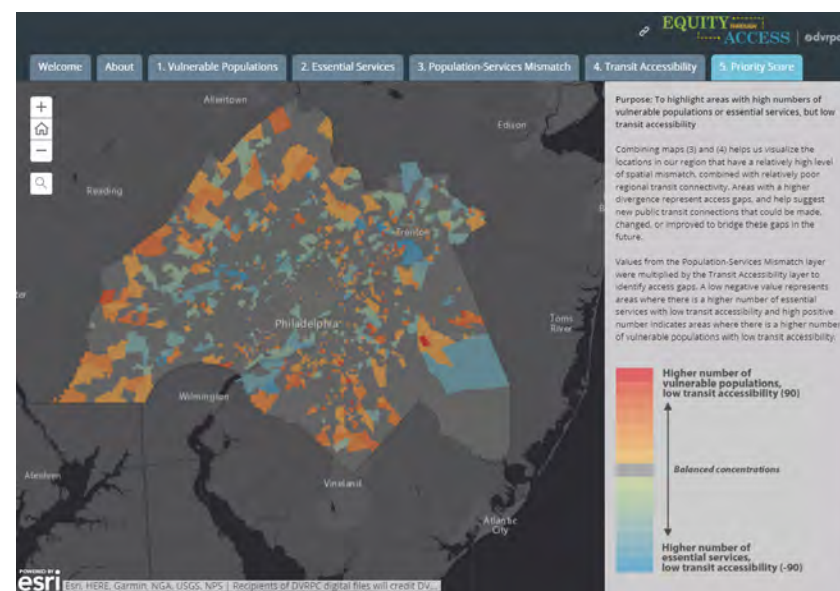 EQUITY THROUGH
ACCESS | dvrpc
Welcome
About
1. Vulnerable Populations
2. Essential Services
3. Population-Services Mismatch
4. Transit Accessibility
5. Priority Score
+
−
Allentown
Edison
Reading
Trenton
Philadelphia
Toms
River
Wilmington
Vineland
Aberdeen
Atlantic
City
Purpose: To highlight areas with high numbers of
vulnerable populations or essential services, but low
transit accessibility
Combining maps (3) and (4) helps us visualize the
locations in our region that have a relatively high level
of spatial mismatch, combined with relatively poor
regional transit connectivity. Areas with a higher
divergence represent access gaps, and help suggest
new public transit connections that could be made,
changed, or improved to bridge these gaps in the
future.
Values from the Population-Services Mismatch layer
were multiplied by the Transit Accessibility layer to
identify access gaps. A low negative value represents
areas where there is a higher number of essential
services with low transit accessibility and high positive
number indicates areas where there is a higher number
of vulnerable populations with low transit accessibility.
Higher number of
vulnerable populations,
low transit accessibility (90)
Balanced concentrations
Higher number of
essential services,
low transit accessibility (-90)
POWERED BY
esri
Esri, HERE, Garmin, NGA, USGS, NPS | Recipients of DVRPC digital files will credit DV...